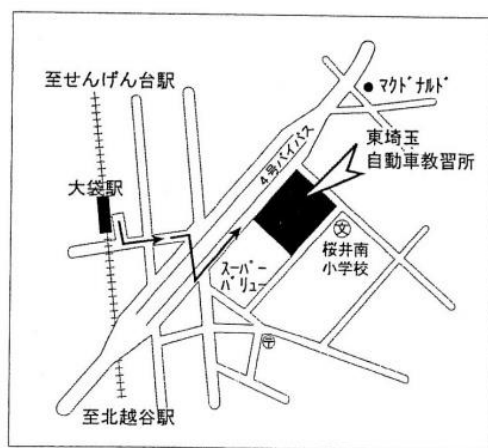 至せんげん台駅
マクドナルド
4号バイパス
東埼玉
自動車教習所
大袋駅
文
桜井南
小学校
スーパー
バリュー
〒
至北越谷駅